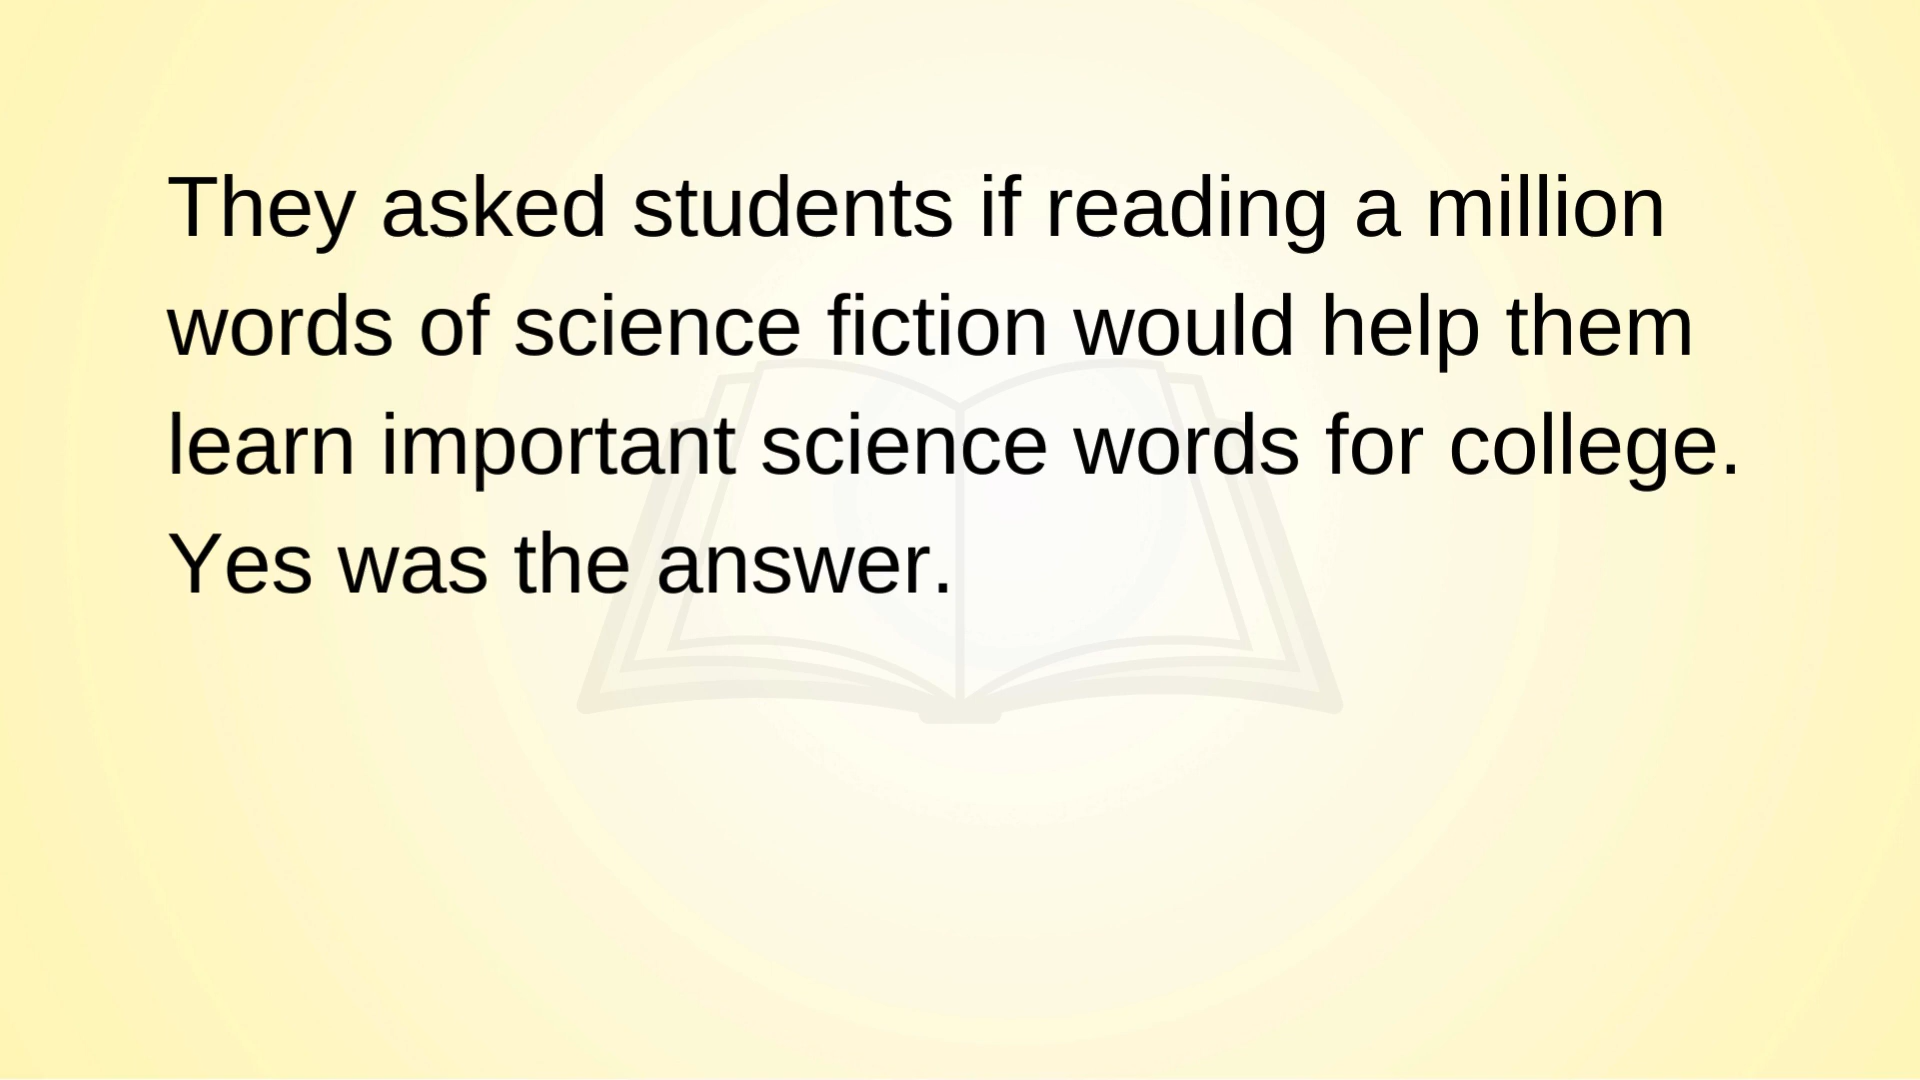 They asked students if reading a million
words of science fiction would help them
learn important science words for college.
Yes was the answer.